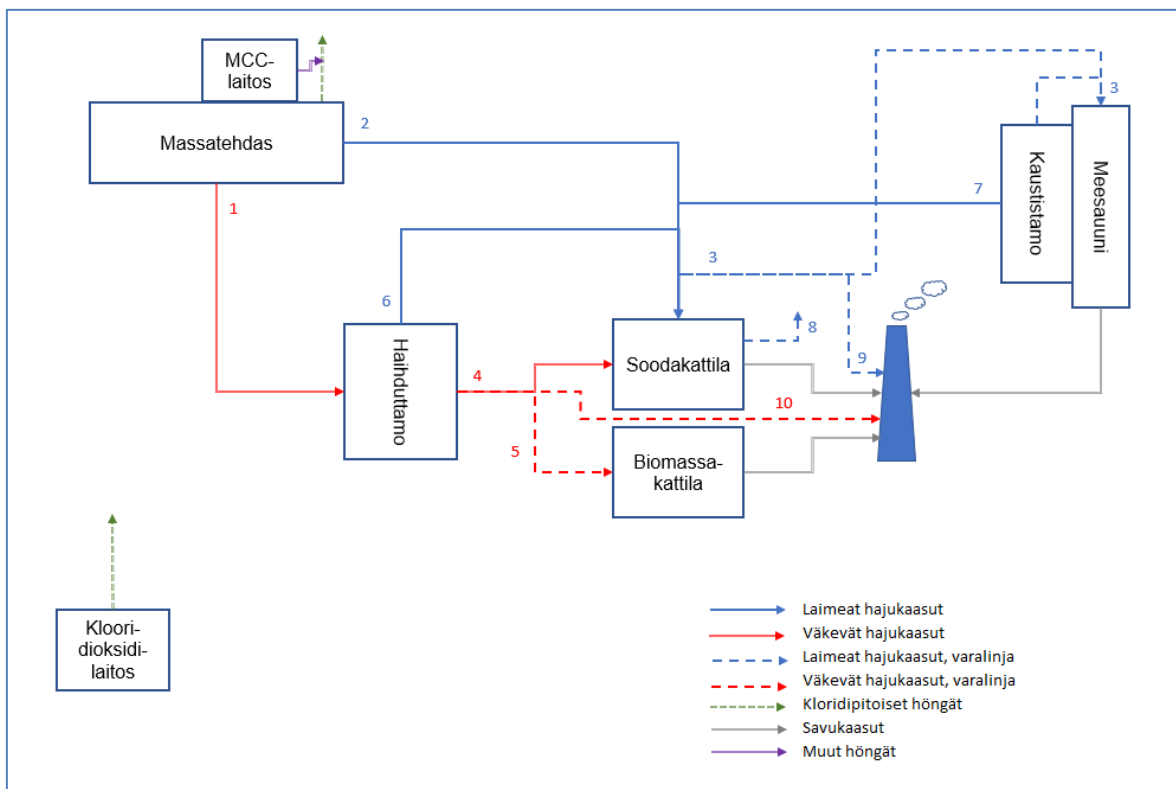 MCC-
laitos
Massatehdas
2
3
1
7
Kaustistamo
Meesauuni
3
6
8
Haihduttamo
Soodakattila
9
4
10
5
Biomassa-
kattila
Kloori-
dioksidi-
laitos
Laimeat hajukaasut
Väkevät hajukaasut
Laimeat hajukaasut, varalinja
Väkevät hajukaasut, varalinja
Kloridipitoiset höngät
Savukaasut
Muut höngät